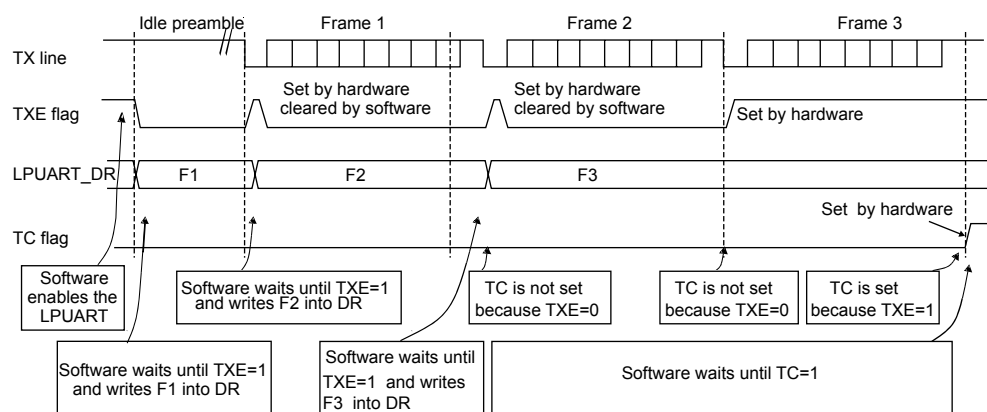 Idle preamble
Frame 1
Frame 2
Frame 3
TX line
TXE flag
Set by hardware
cleared by software
Set by hardware
cleared by software
Set by hardware
LPUART_DR
F1
F2
F3
TC flag
Set by hardware
Software
enables the
LPUART
Software waits until TXE=1
and writes F2 into DR
TC is not set
because TXE=0
TC is not set
because TXE=0
TC is set
because TXE=1
Software waits until TXE=1
and writes F1 into DR
Software waits until
TXE=1 and writes
F3 into DR
Software waits until TC=1